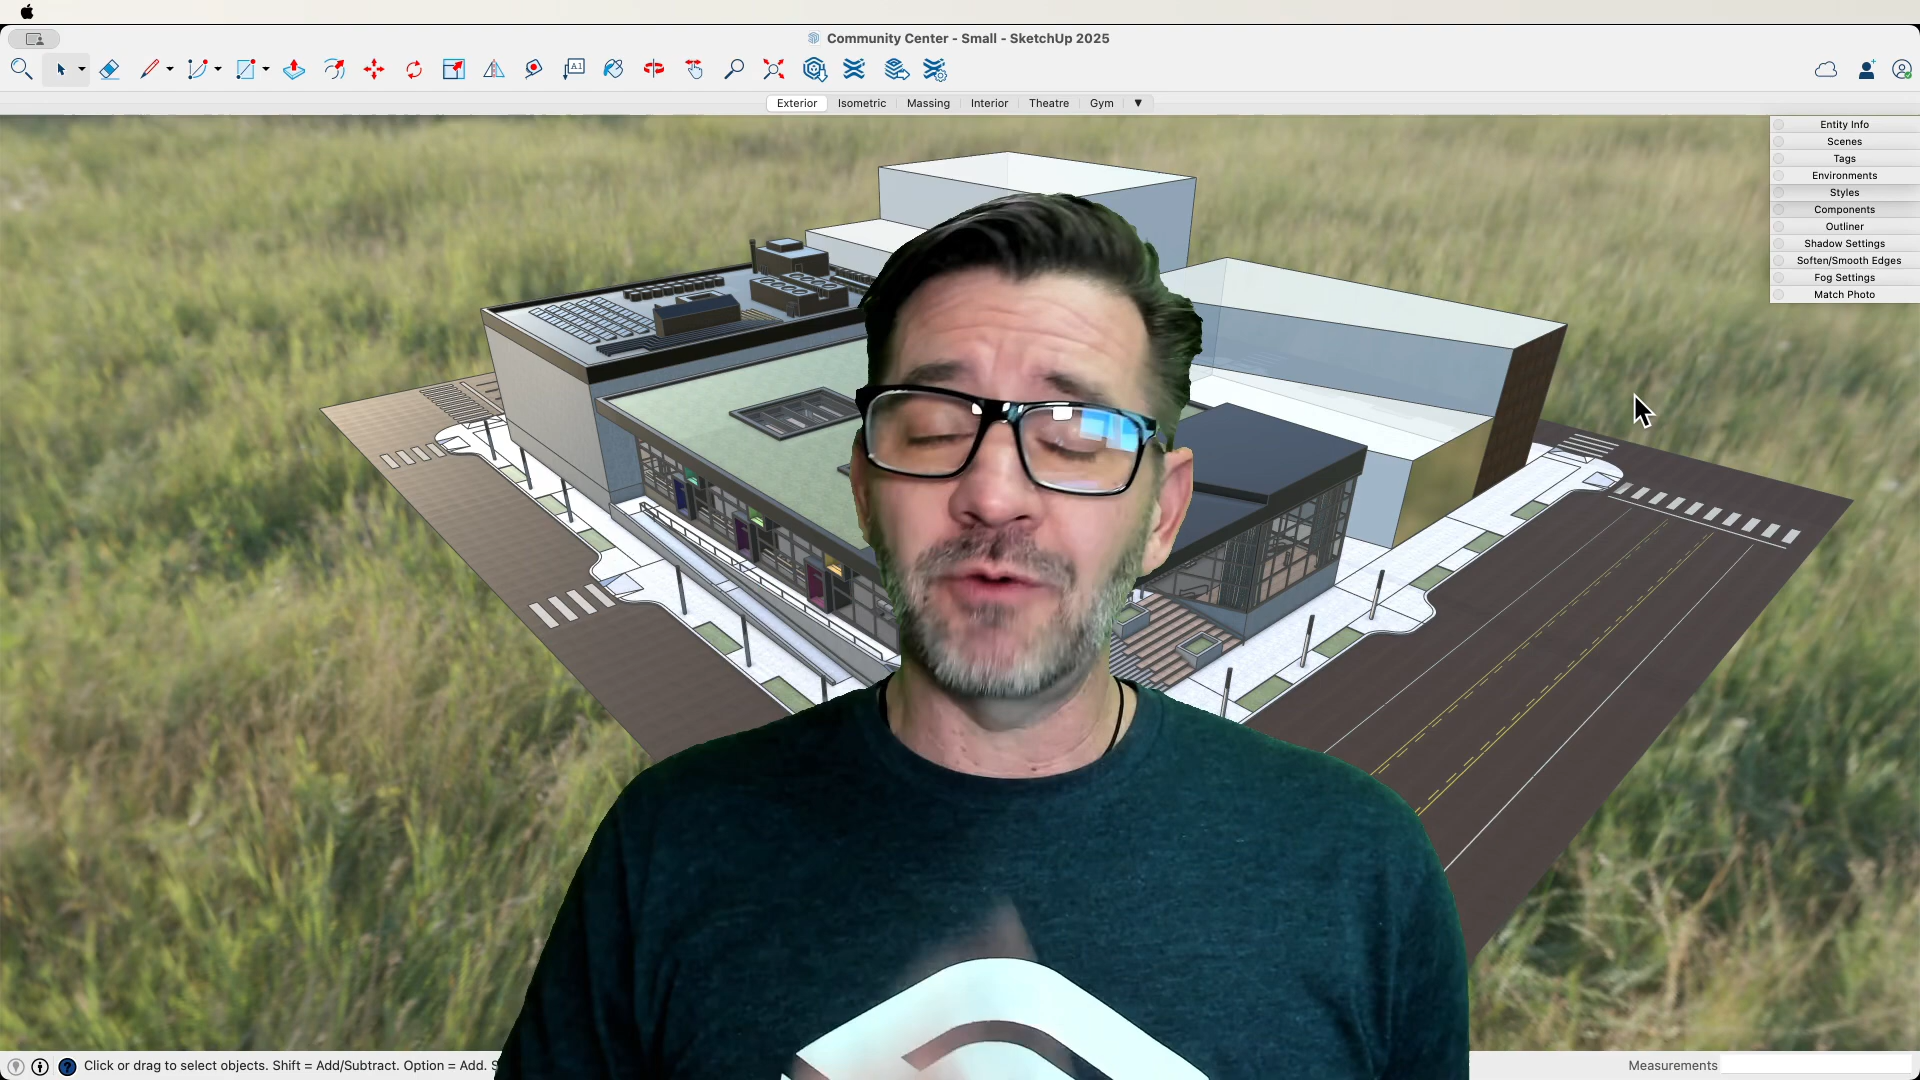 Community Center - Small - SketchUp 2025
A1
Exterior Isometric Massing Interior Theatre Gym
Entity Info
Scenes
Tags
Environments
Styles
Components
Outliner
Shadow Settings
Soften/Smooth Edges
Fog Settings
Match Photo
Click or drag to select objects. Shift = Add/Subtract. Option = Add. S
Measurements